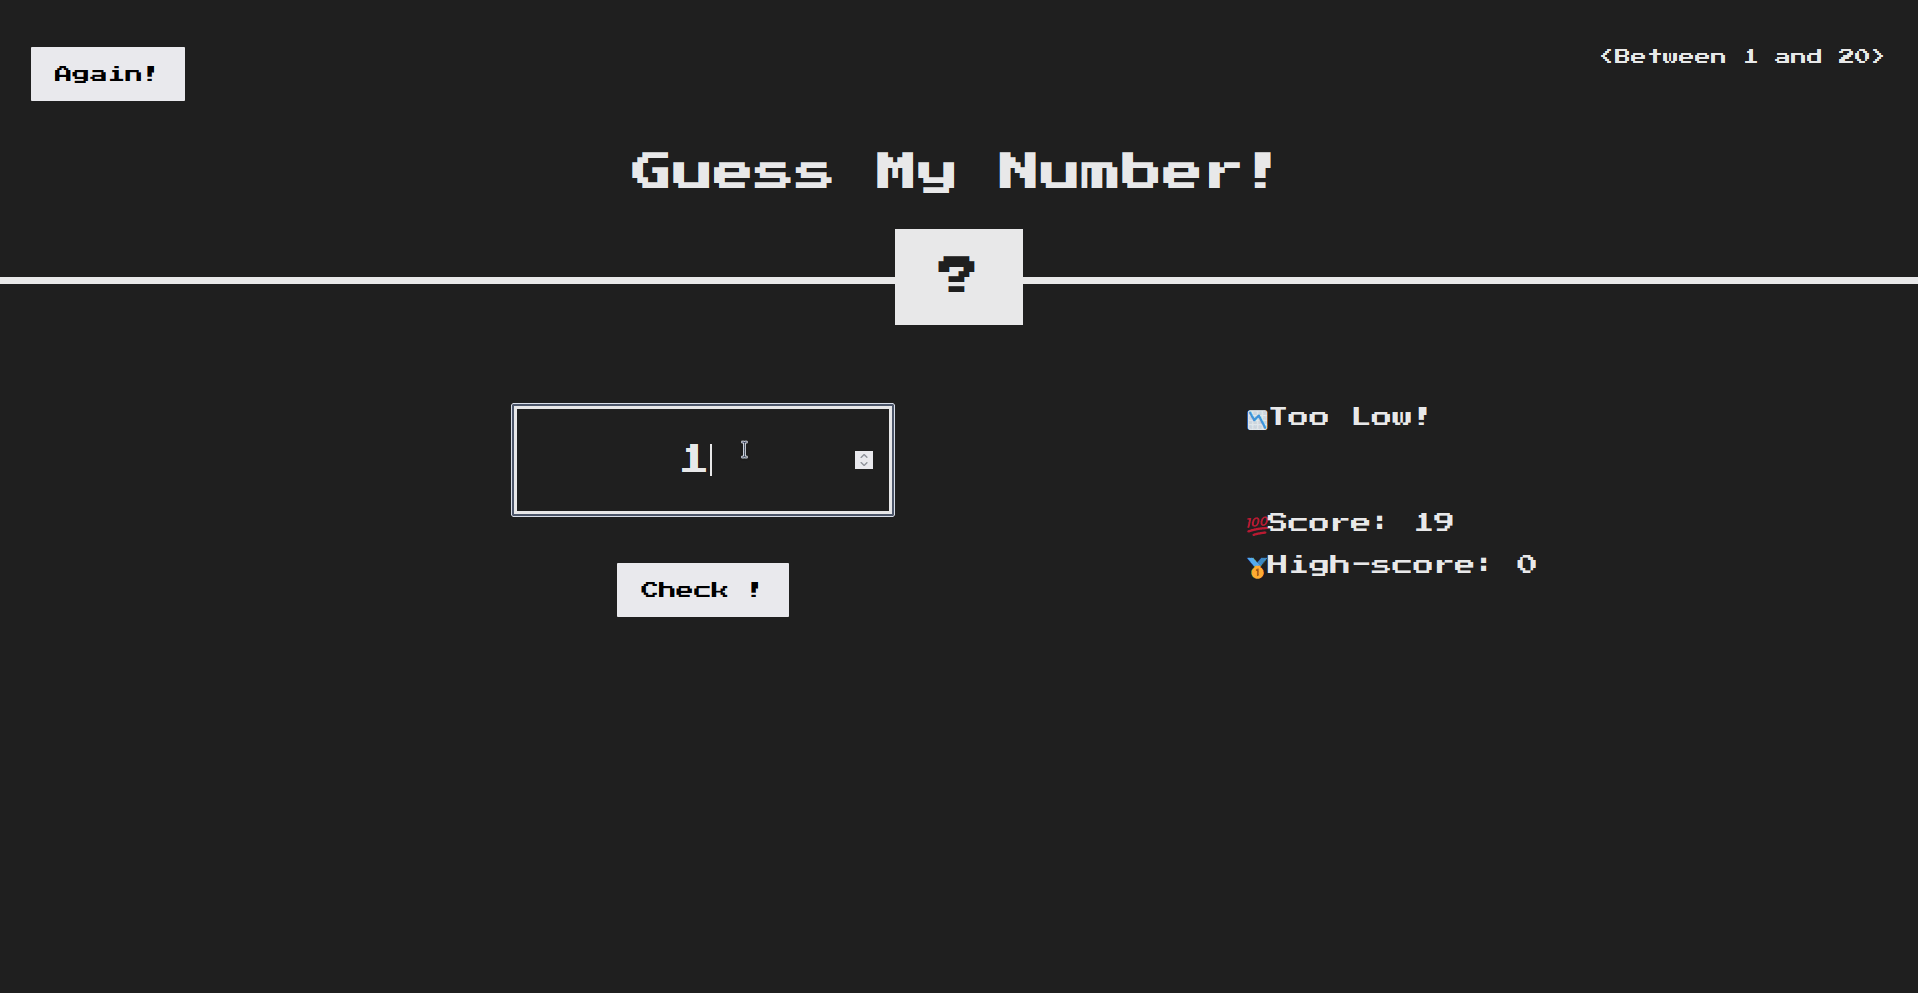 Again!
<Between 1 and 20>
Guess My Number!
?
1
📉Too Low!
💯Score: 19
🥇High-score: 0
Check !